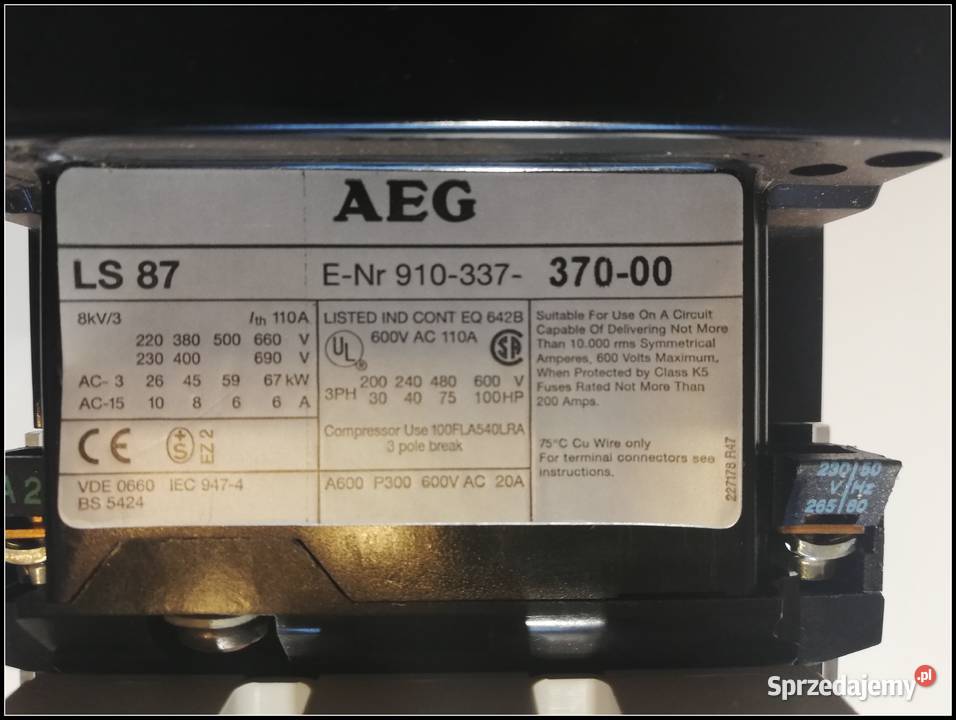 AEG
LS 87
E-Nr 910-337- 370-00
8kV/3 Ith 110A
220 380 500 660 V
230 400 690 V
AC-3 26 45 59 67 kW
AC-15 10 8 6 6 A
CE S+ EZ 2
VDE 0660 IEC 947-4
BS 5424
LISTED IND CONT EQ 642B
UL ® 600V AC 110A SA
200 240 480 600 V
3PH 30 40 75 100HP
Compressor Use 100FLA540LRA
3 pole break
A600 P300 600V AC 20A
Suitable For Use On A Circuit
Capable Of Delivering Not More
Than 10.000 rms Symmetrical
Amperes, 600 Volts Maximum,
When Protected by Class K5
Fuses Rated Not More Than
200 Amps.
75°C Cu Wire only
For terminal connectors see
instructions.
227178 R47
A2
230/50
V/Hz
265/60
Sprzedajemy.pl